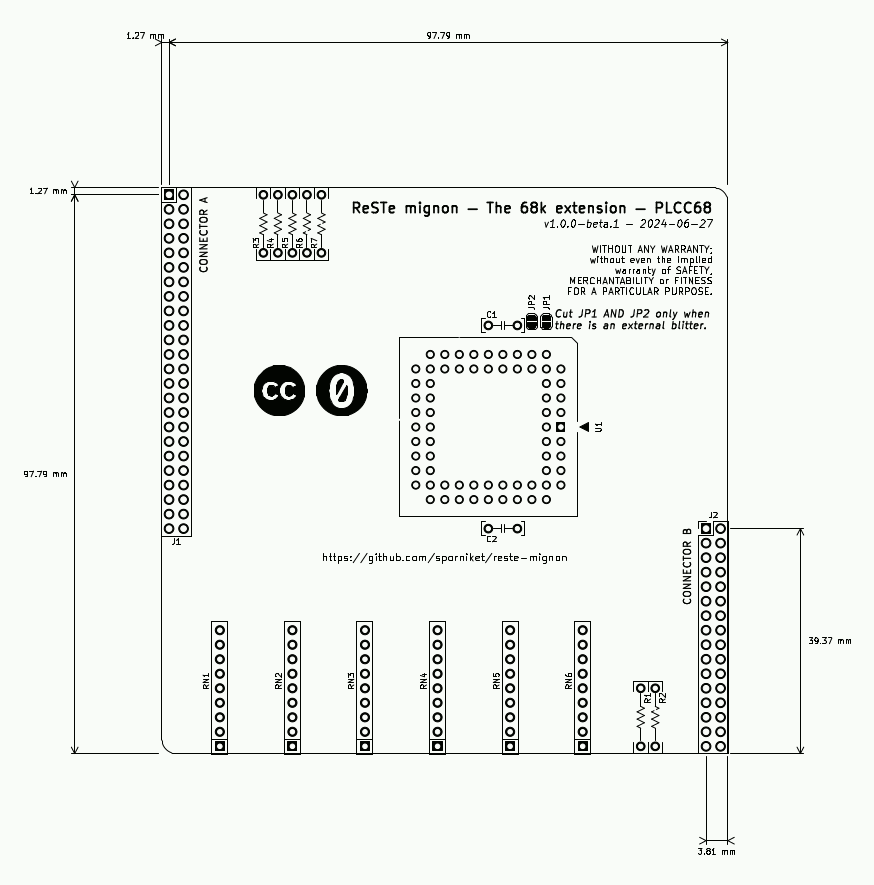 1.27 mm
97.79 mm
1.27 mm
CONNECTOR A
R3
R4
R5
R6
R7
ReSTe mignon — The 68k extension — PLCC68
v1.0.0-beta.1 — 2024-06-27
WITHOUT ANY WARRANTY;
without even the implied
warranty of SAFETY,
MERCHANTABILITY or FITNESS
FOR A PARTICULAR PURPOSE.
JP2
JP1
C1
Cut JP1 AND JP2 only when
there is an external blitter.
cc
0
U1
97.79 mm
J1
J2
C2
CONNECTOR B
https://github.com/sporniket/reste-mignon
39.37 mm
RN1
RN2
RN3
RN4
RN5
RN6
R1
R2
3.81 mm